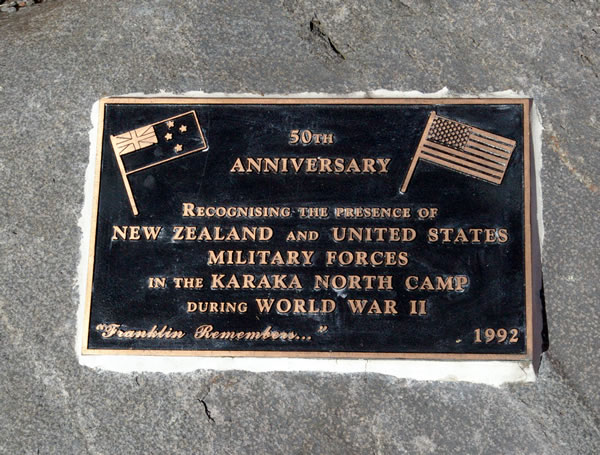 50TH
ANNIVERSARY
RECOGNISING THE PRESENCE OF
NEW ZEALAND AND UNITED STATES
MILITARY FORCES
IN THE KARAKA NORTH CAMP
DURING WORLD WAR II
"Franklin Remembers..."
1992